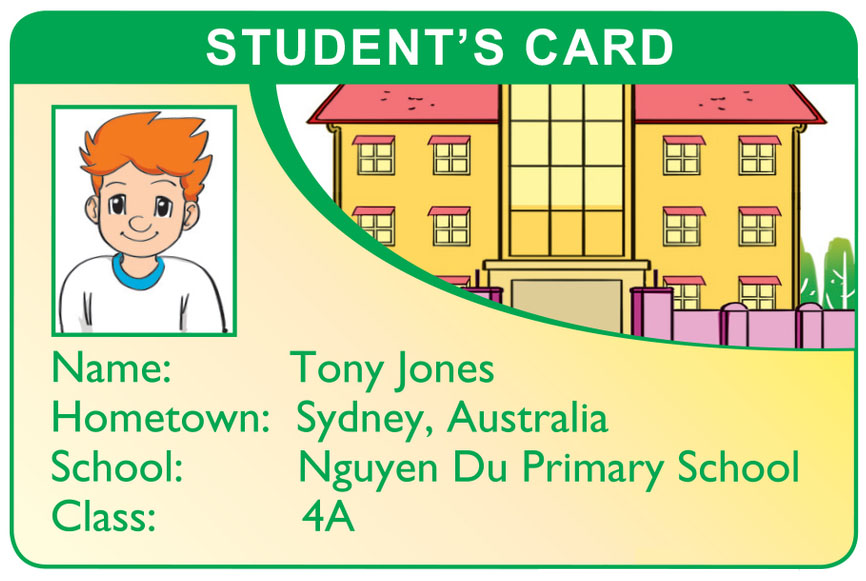 STUDENT’S CARD
Name: Tony Jones
Hometown: Sydney, Australia
School: Nguyen Du Primary School
Class: 4A